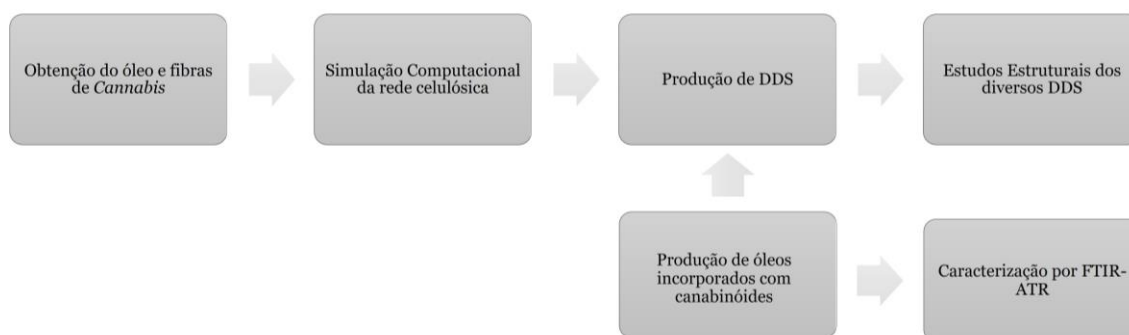 Obtenção do óleo e fibras
de Cannabis
Simulação Computacional
da rede celulósica
Produção de DDS
Estudos Estruturais dos
diversos DDS
Produção de óleos
incorporados com
canabinóides
Caracterização por FTIR-
ATR